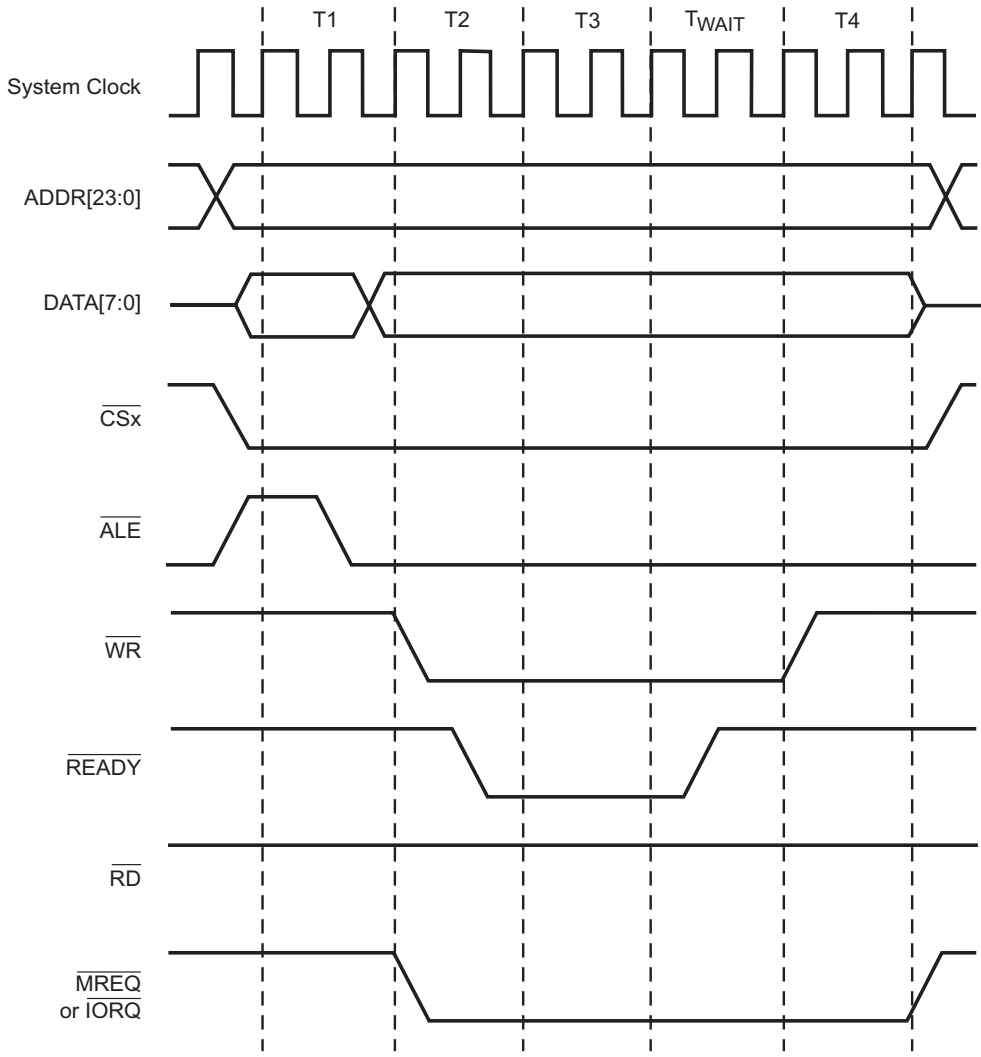 T1 T2 T3 TWAIT T4
System Clock
ADDR[23:0]
DATA[7:0]
CSx
ALE
WR
READY
RD
MREQ
or IORQ